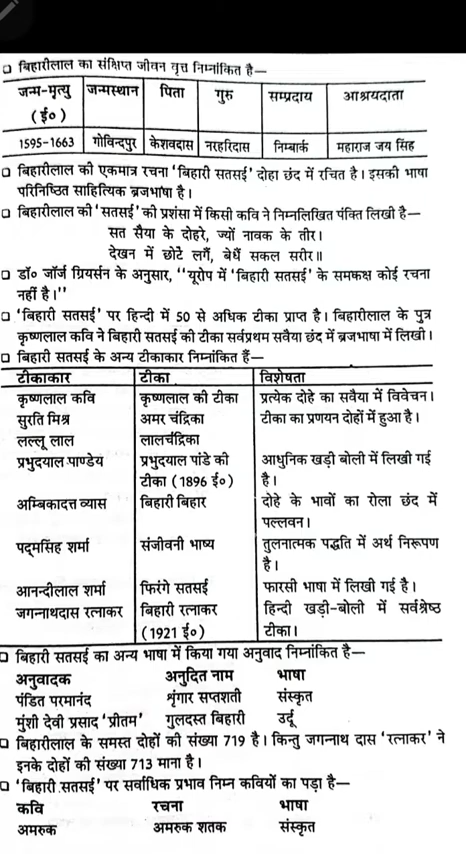 ❑ बिहारीलाल का संक्षिप्त जीवन वृत्त निम्नांकित है—
जन्म-मृत्यु जन्मस्थान पिता गुरु सम्प्रदाय आश्रयदाता
(ई०)
1595-1663 गोविन्दपुर केशवदास नरहरिदास निम्बार्क महाराज जय सिंह
❑ बिहारीलाल की एकमात्र रचना 'बिहारी सतसई' दोहा छंद में रचित है। इसकी भाषा
परिनिष्ठित साहित्यिक ब्रजभाषा है।
❑ बिहारीलाल की 'सतसई' की प्रशंसा में किसी कवि ने निम्नलिखित पंक्ति लिखी है—
सत सैया के दोहरे, ज्यों नावक के तीर।
देखन में छोटै लगैं, बेधैं सकल सरीर॥
❑ डॉ० जॉर्ज ग्रियर्सन के अनुसार, ''यूरोप में 'बिहारी सतसई' के समकक्ष कोई रचना
नहीं है।''
❑ 'बिहारी सतसई' पर हिन्दी में 50 से अधिक टीका प्राप्त है। बिहारीलाल के पुत्र
कृष्णलाल कवि ने बिहारी सतसई की टीका सर्वप्रथम सवैया छंद में ब्रजभाषा में लिखी।
❑ बिहारी सतसई के अन्य टीकाकार निम्नांकित हैं—
टीकाकार टीका विशेषता
कृष्णलाल कवि कृष्णलाल की टीका प्रत्येक दोहे का सवैया में विवेचन।
सुरति मिश्र अमर चंद्रिका टीका का प्रणयन दोहों में हुआ है।
लल्लू लाल लालचंद्रिका
प्रभुदयाल पाण्डेय प्रभुदयाल पांडे की आधुनिक खड़ी बोली में लिखी गई
टीका (1896 ई०) है।
अम्बिकादत्त व्यास बिहारी बिहार दोहे के भावों का रोला छंद में
पल्लवन।
पद्मसिंह शर्मा संजीवनी भाष्य तुलनात्मक पद्धति में अर्थ निरूपण
है।
आनन्दीलाल शर्मा फिरंगे सतसई फारसी भाषा में लिखी गई है।
जगन्नाथदास रत्नाकर बिहारी रत्नाकर हिन्दी खड़ी-बोली में सर्वश्रेष्ठ
(1921 ई०) टीका।
❑ बिहारी सतसई का अन्य भाषा में किया गया अनुवाद निम्नांकित है—
अनुवादक अनुदित नाम भाषा
पंडित परमानंद श्रृंगार सप्तशती संस्कृत
मुंशी देवी प्रसाद 'प्रीतम' गुलदस्त बिहारी उर्दू
❑ बिहारीलाल के समस्त दोहों की संख्या 719 है। किन्तु जगन्नाथ दास 'रत्नाकर' ने
इनके दोहों की संख्या 713 माना है।
❑ 'बिहारी सतसई' पर सर्वाधिक प्रभाव निम्न कवियों का पड़ा है—
कवि रचना भाषा
अमरुक अमरुक शतक संस्कृत